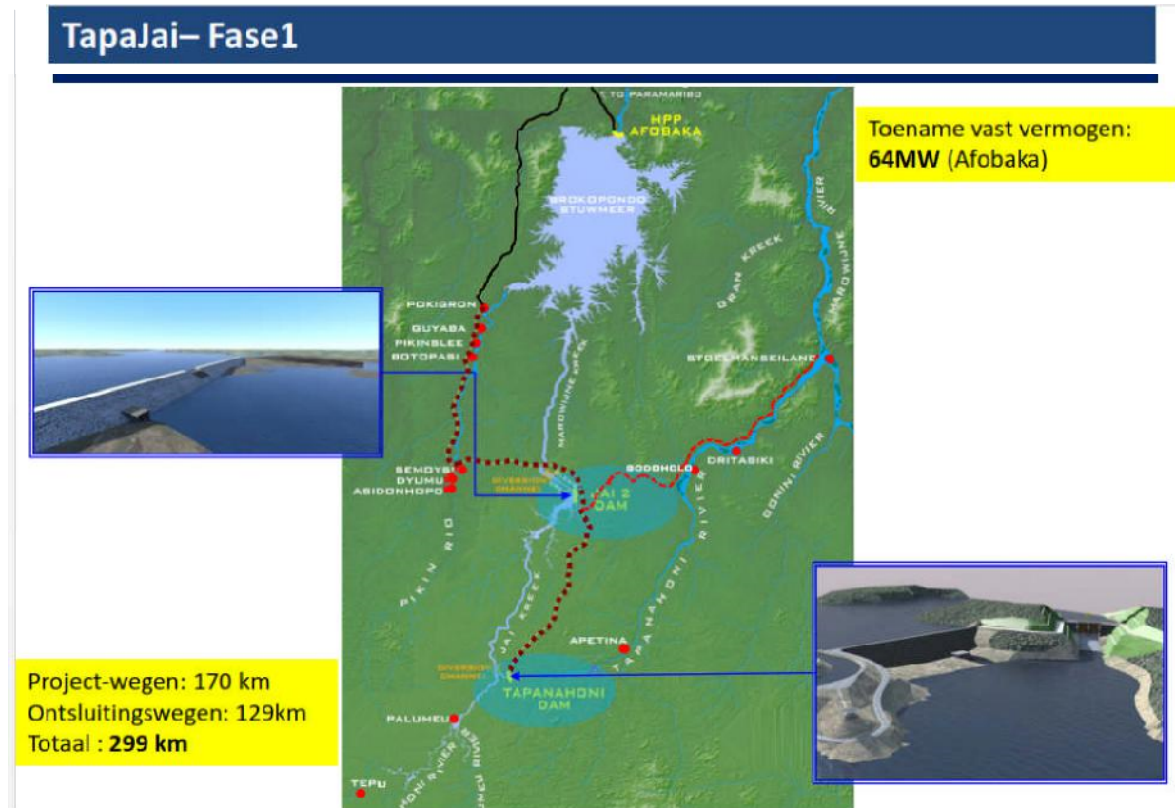 TapaJai– Fase1
TO PARAMARIBO
HPP
AFOBAKA
Toename vast vermogen:
64MW (Afobaka)
BROKOPONDO
STUWMEER
RIVIER
MAROWIJNE
GRAN KREEK
POKIGRON
GUYABA
PIKINSLEE
BOTOPASI
STOELMANSEILAND
MAROWIJNE KREEK
DRITABIKI
GODOHOLO
SEMOYSI
DYUMU
ASIDONHOPO
DIVERSION
CHANNEL
JAI 2
DAM
GONINI RIVIER
PIKIN RIO
JAI KREEK
TAPANAHONI RIVIER
APETINA
DIVERSION
CHANNEL
TAPANAHONI
DAM
Project-wegen: 170 km
Ontsluitingswegen: 129km
Totaal : 299 km
PALUMEU
TEPU